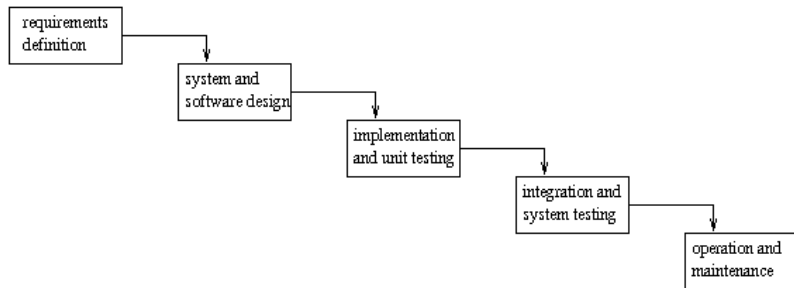 requirements
definition
system and
software design
implementation
and unit testing
integration and
system testing
operation and
maintenance